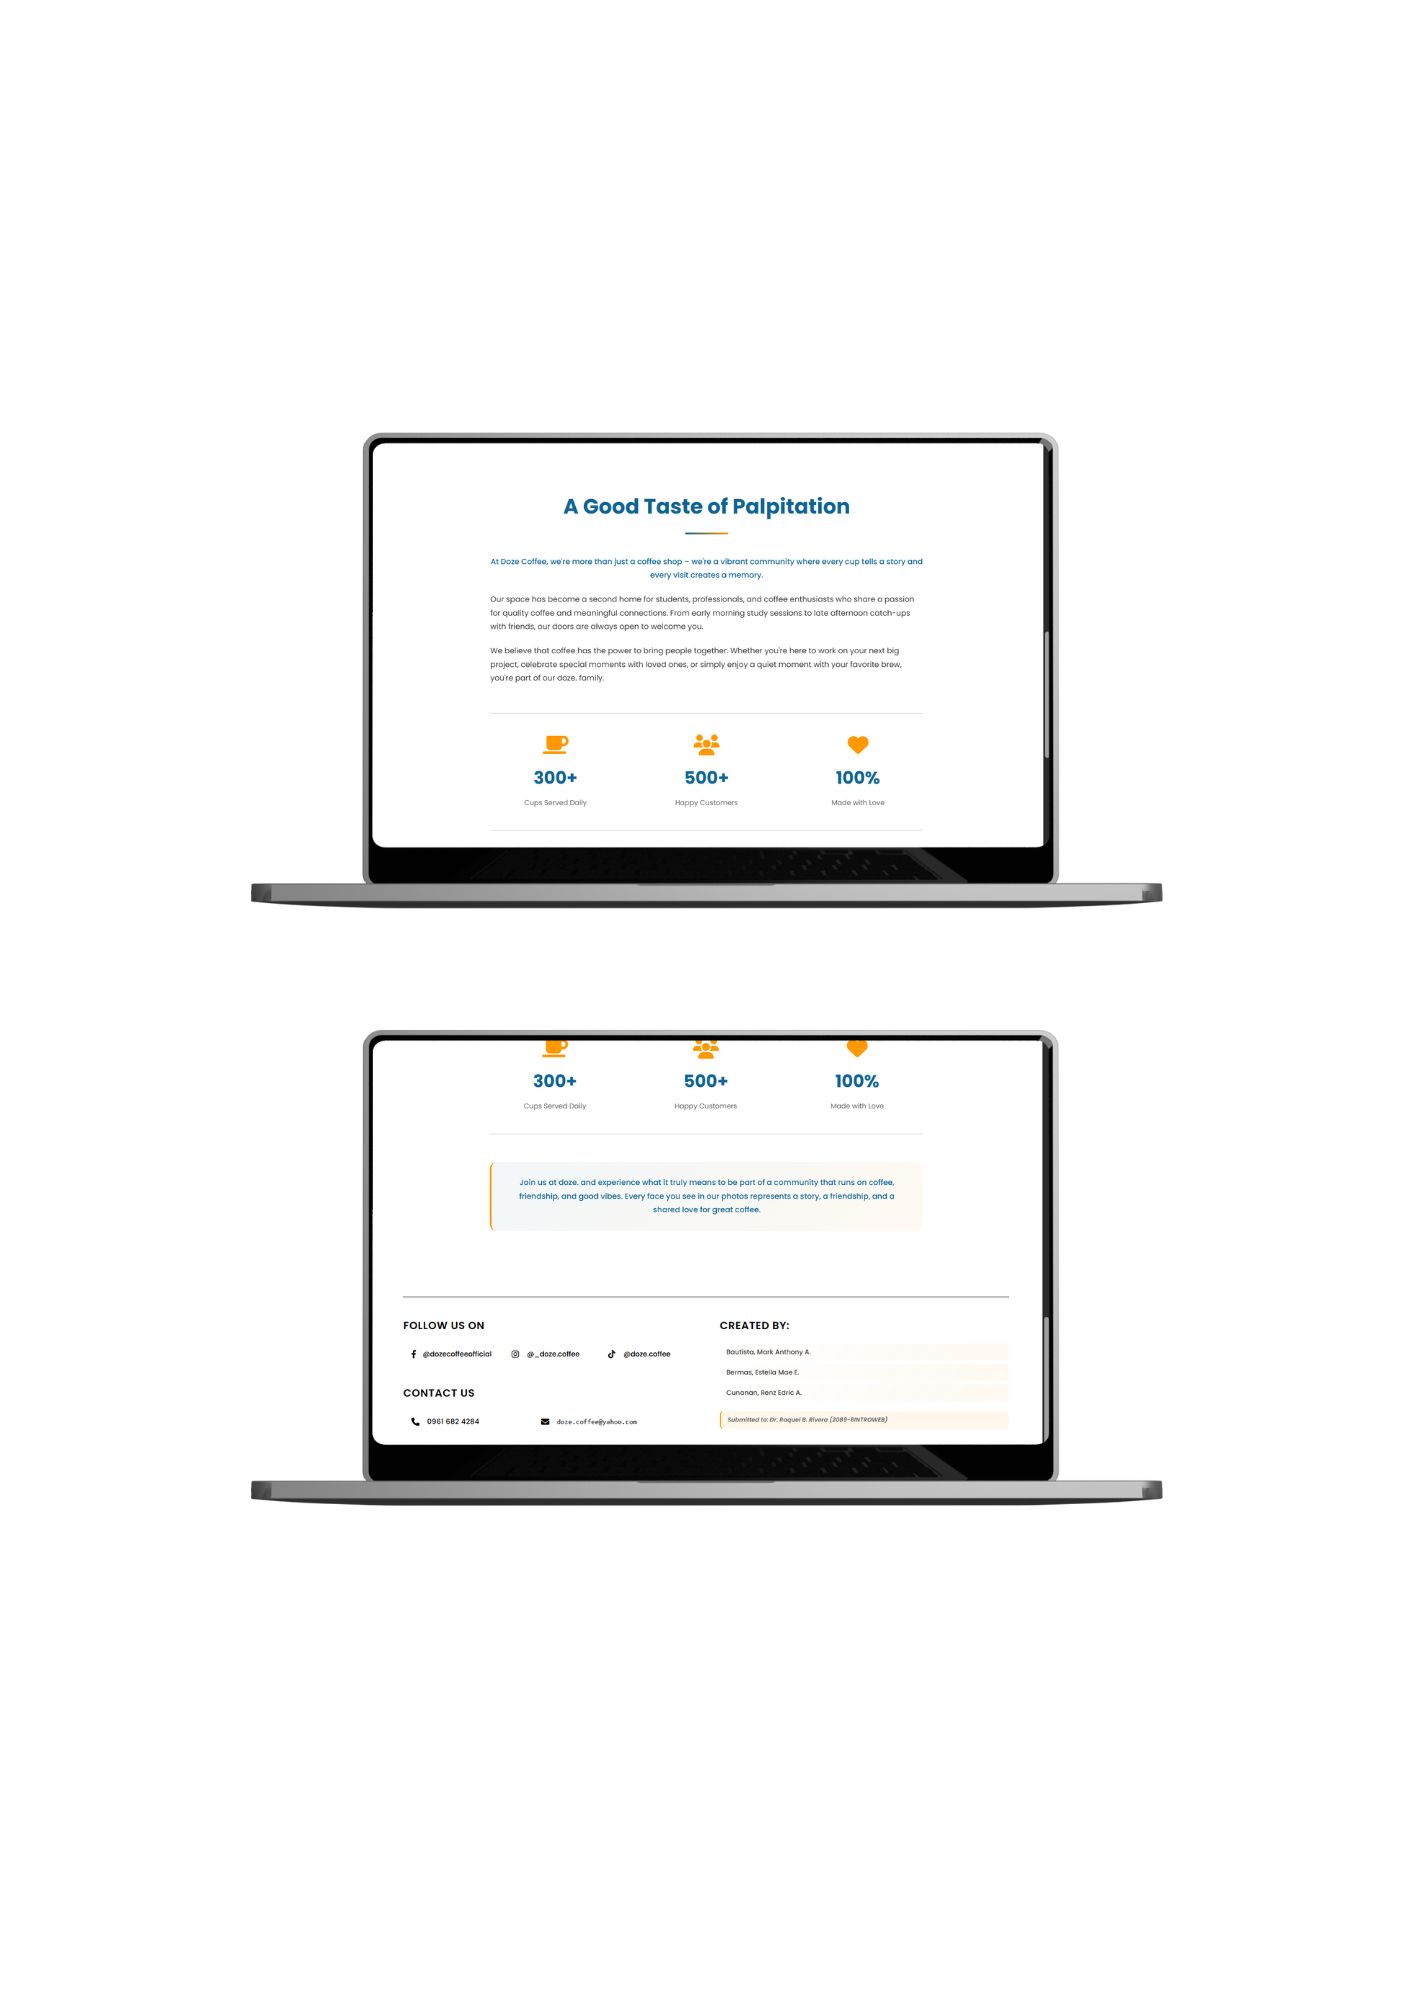 A Good Taste of Palpitation
At Doze Coffee, we're more than just a coffee shop – we're a vibrant community where every cup tells a story and
every visit creates a memory.
Our space has become a second home for students, professionals, and coffee enthusiasts who share a passion
for quality coffee and meaningful connections. From early morning study sessions to late afternoon catch-ups
with friends, our doors are always open to welcome you.
We believe that coffee has the power to bring people together. Whether you're here to work on your next big
project, celebrate special moments with loved ones, or simply enjoy a quiet moment with your favorite brew,
you're part of our doze. family.
300+ 500+ 100%
Cups Served Daily Happy Customers Made with Love
300+ 500+ 100%
Cups Served Daily Happy Customers Made with Love
Join us at doze. and experience what it truly means to be part of a community that runs on coffee,
friendship, and good vibes. Every face you see in our photos represents a story, a friendship, and a
shared love for great coffee.
FOLLOW US ON
@dozecoffeeofficial @_doze.coffee @doze.coffee
CONTACT US
0961 682 4284 doze.coffee@yahoo.com
CREATED BY:
Bautista, Mark Anthony A.
Bermas, Estella Mae E.
Cunanan, Renz Edric A.
Submitted to: Dr. Raquel B. Rivera (2089-BINTROWEB)